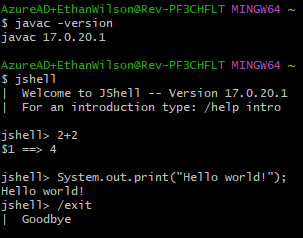 AzureAD+EthanWilson@Rev-PF3CHFLT MINGW64 ~
$ javac -version
javac 17.0.20.1
AzureAD+EthanWilson@Rev-PF3CHFLT MINGW64 ~
$ jshell
|  Welcome to JShell -- Version 17.0.20.1
|  For an introduction type: /help intro
jshell> 2+2
$1 ==> 4
jshell> System.out.print("Hello world!");
Hello world!
jshell> /exit
|  Goodbye